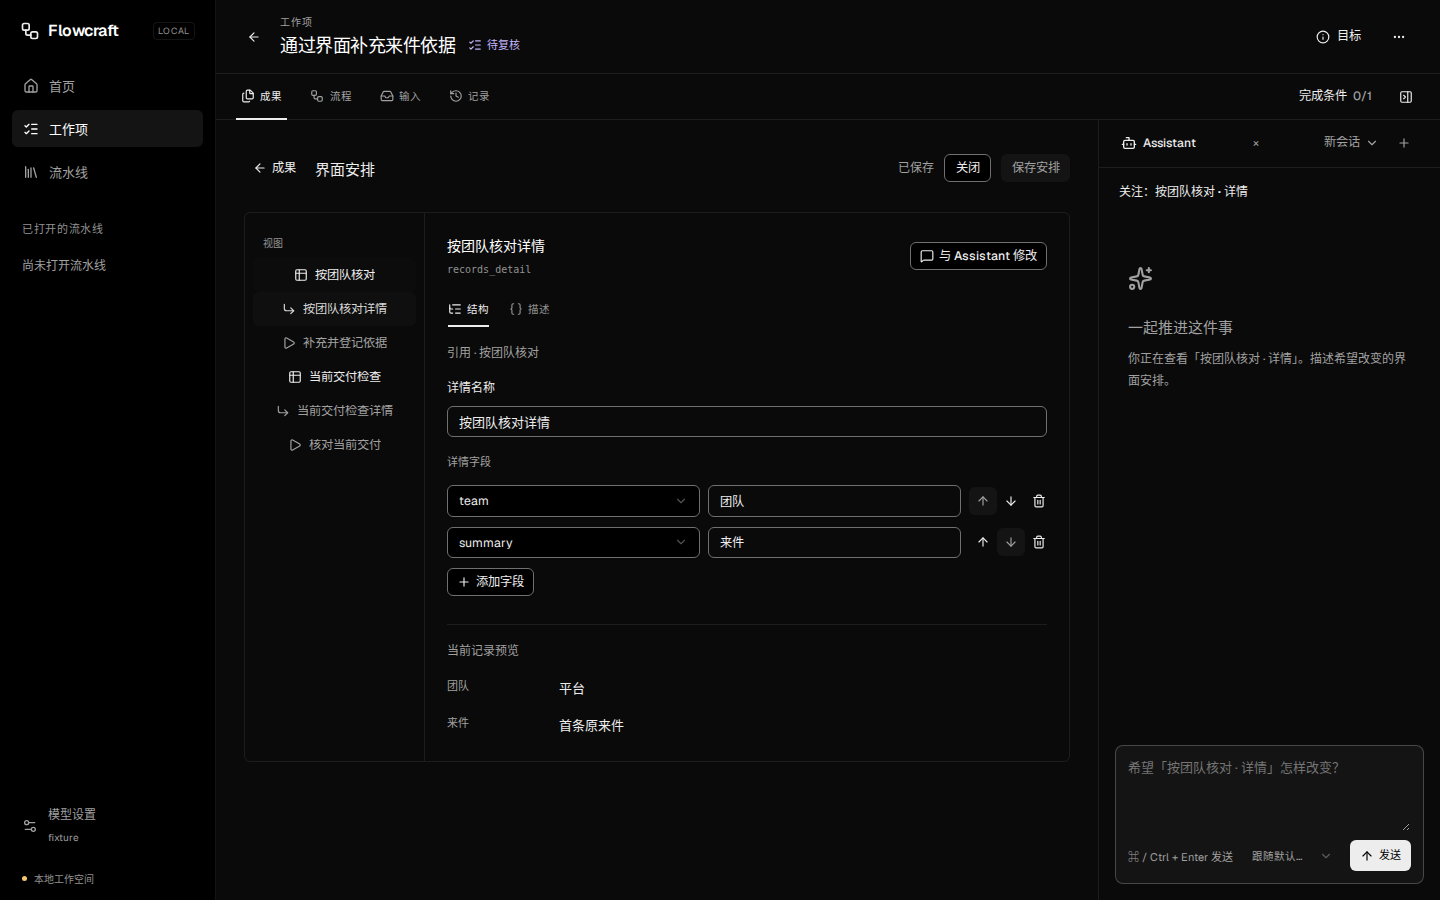 Flowcraft
LOCAL
首页
工作项
流水线
已打开的流水线
尚未打开流水线
模型设置
fixture
本地工作空间
工作项
通过界面补充来件依据
待复核
目标
成果
流程
输入
记录
完成条件 0/1
成果
界面安排
已保存
关闭
保存安排
视图
按团队核对
按团队核对详情
补充并登记依据
当前交付检查
当前交付检查详情
核对当前交付
按团队核对详情
records_detail
与 Assistant 修改
结构
描述
引用 · 按团队核对
详情名称
按团队核对详情
详情字段
team
团队
summary
来件
添加字段
当前记录预览
团队
平台
来件
首条原来件
Assistant
×
新会话
关注：按团队核对 · 详情
一起推进这件事
你正在查看「按团队核对 · 详情」。描述希望改变的界
面安排。
希望「按团队核对 · 详情」怎样改变？
⌘ / Ctrl + Enter 发送
跟随默认...
发送